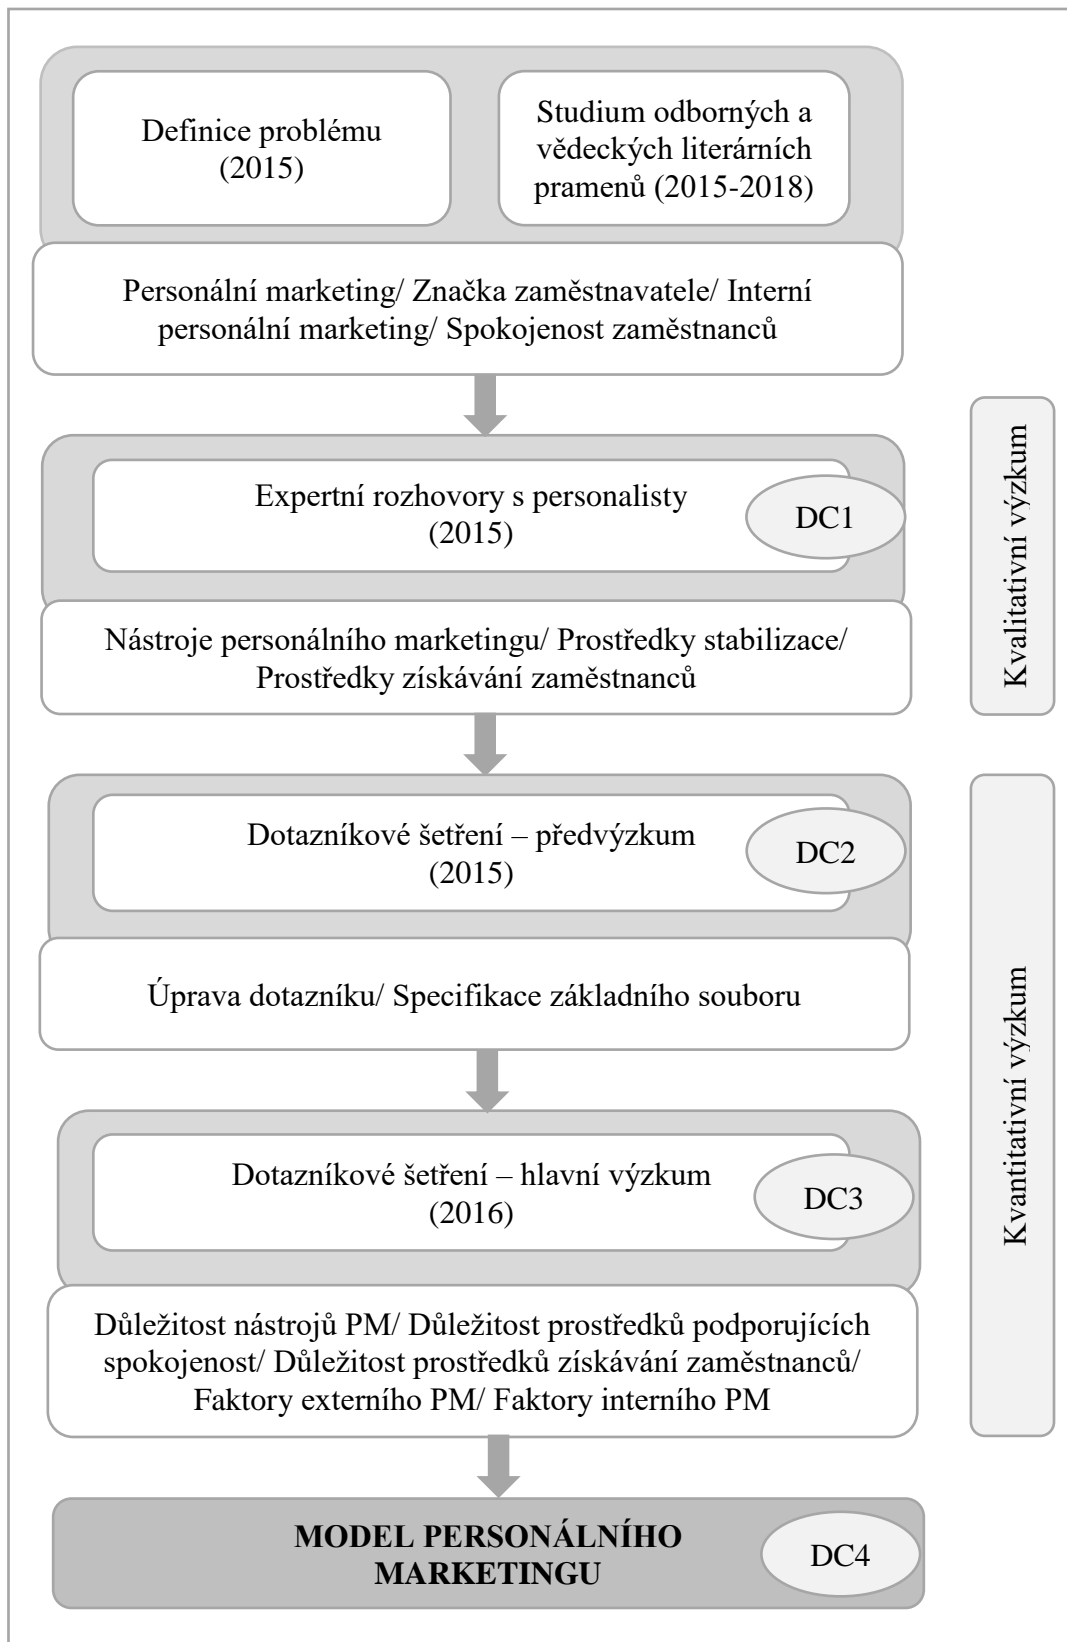 Definice problému
(2015)
Studium odborných a
vědeckých literárních
pramenů (2015-2018)
Personální marketing/ Značka zaměstnavatele/ Interní
personální marketing/ Spokojenost zaměstnanců
Expertní rozhovory s personalisty
(2015)
DC1
Nástroje personálního marketingu/ Prostředky stabilizace/
Prostředky získávání zaměstnanců
Kvalitativní výzkum
Dotazníkové šetření – předvýzkum
(2015)
DC2
Úprava dotazníku/ Specifikace základního souboru
Dotazníkové šetření – hlavní výzkum
(2016)
DC3
Důležitost nástrojů PM/ Důležitost prostředků podporujících
spokojenost/ Důležitost prostředků získávání zaměstnanců/
Faktory externího PM/ Faktory interního PM
Kvantitativní výzkum
MODEL PERSONÁLNÍHO
MARKETINGU
DC4